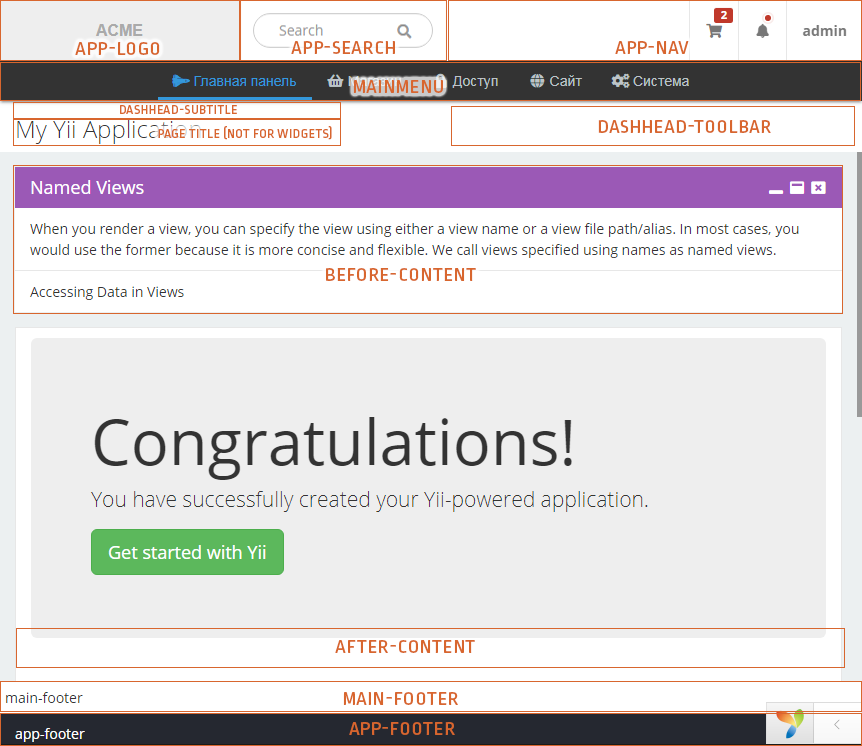 ACME
APP-LOGO
Search
APP-SEARCH
APP-NAV
2
admin
Главная панель
MAINMENU
Доступ
Сайт
Система
DASHHEAD-SUBTITLE
My Yii Application
PAGE TITLE (NOT FOR WIDGETS)
DASHHEAD-TOOLBAR
Named Views
When you render a view, you can specify the view using either a view name or a view file path/alias. In most cases, you
would use the former because it is more concise and flexible. We call views specified using names as named views.
BEFORE-CONTENT
Accessing Data in Views
Congratulations!
You have successfully created your Yii-powered application.
Get started with Yii
AFTER-CONTENT
main-footer
MAIN-FOOTER
app-footer
APP-FOOTER